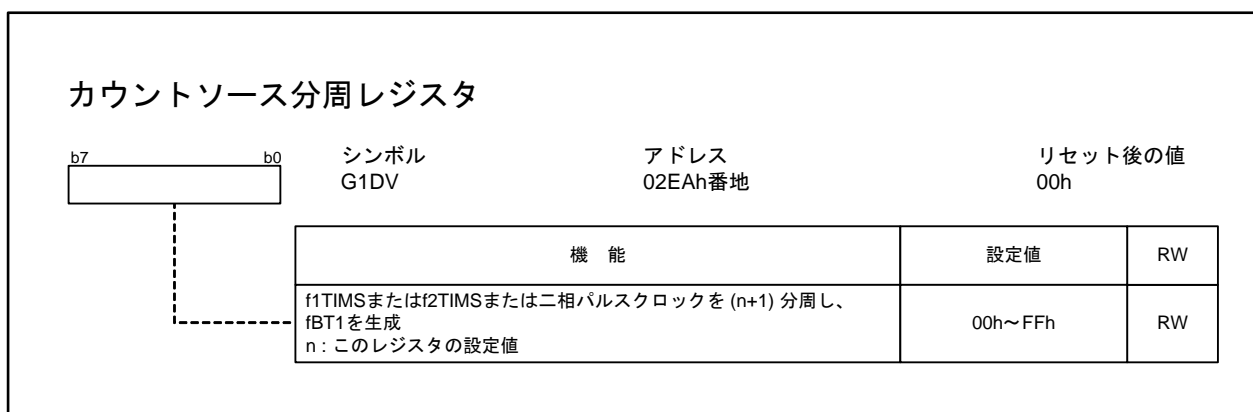 カウントソース分周レジスタ
b7 b0
シンボル アドレス リセット後の値
G1DV 02EAh番地 00h
機 能 設定値 RW
f1TIMSまたはf2TIMSまたは二相パルスクロックを (n+1) 分周し、
fBT1を生成
n : このレジスタの設定値
00h～FFh RW